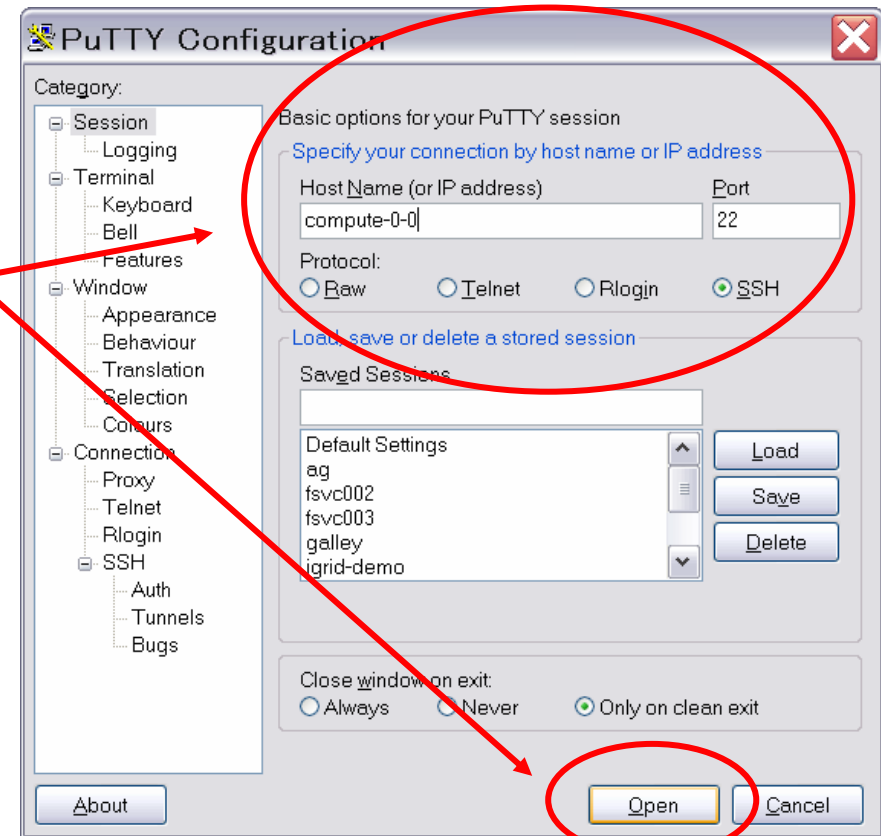 PuTTY Configuration
Category:
Session
Logging
Terminal
Keyboard
Bell
Features
Window
Appearance
Behaviour
Translation
Selection
Colours
Connection
Proxy
Telnet
Rlogin
SSH
Auth
Tunnels
Bugs
Basic options for your PuTTY session
Specify your connection by host name or IP address
Host Name (or IP address) Port
compute-0-0 22
Protocol:
Raw Telnet Rlogin SSH
Load, save or delete a stored session
Saved Sessions
Default Settings
ag
fsvc002
fsvc003
galley
igrid-demo
Load
Save
Delete
Close window on exit:
Always Never Only on clean exit
About Open Cancel